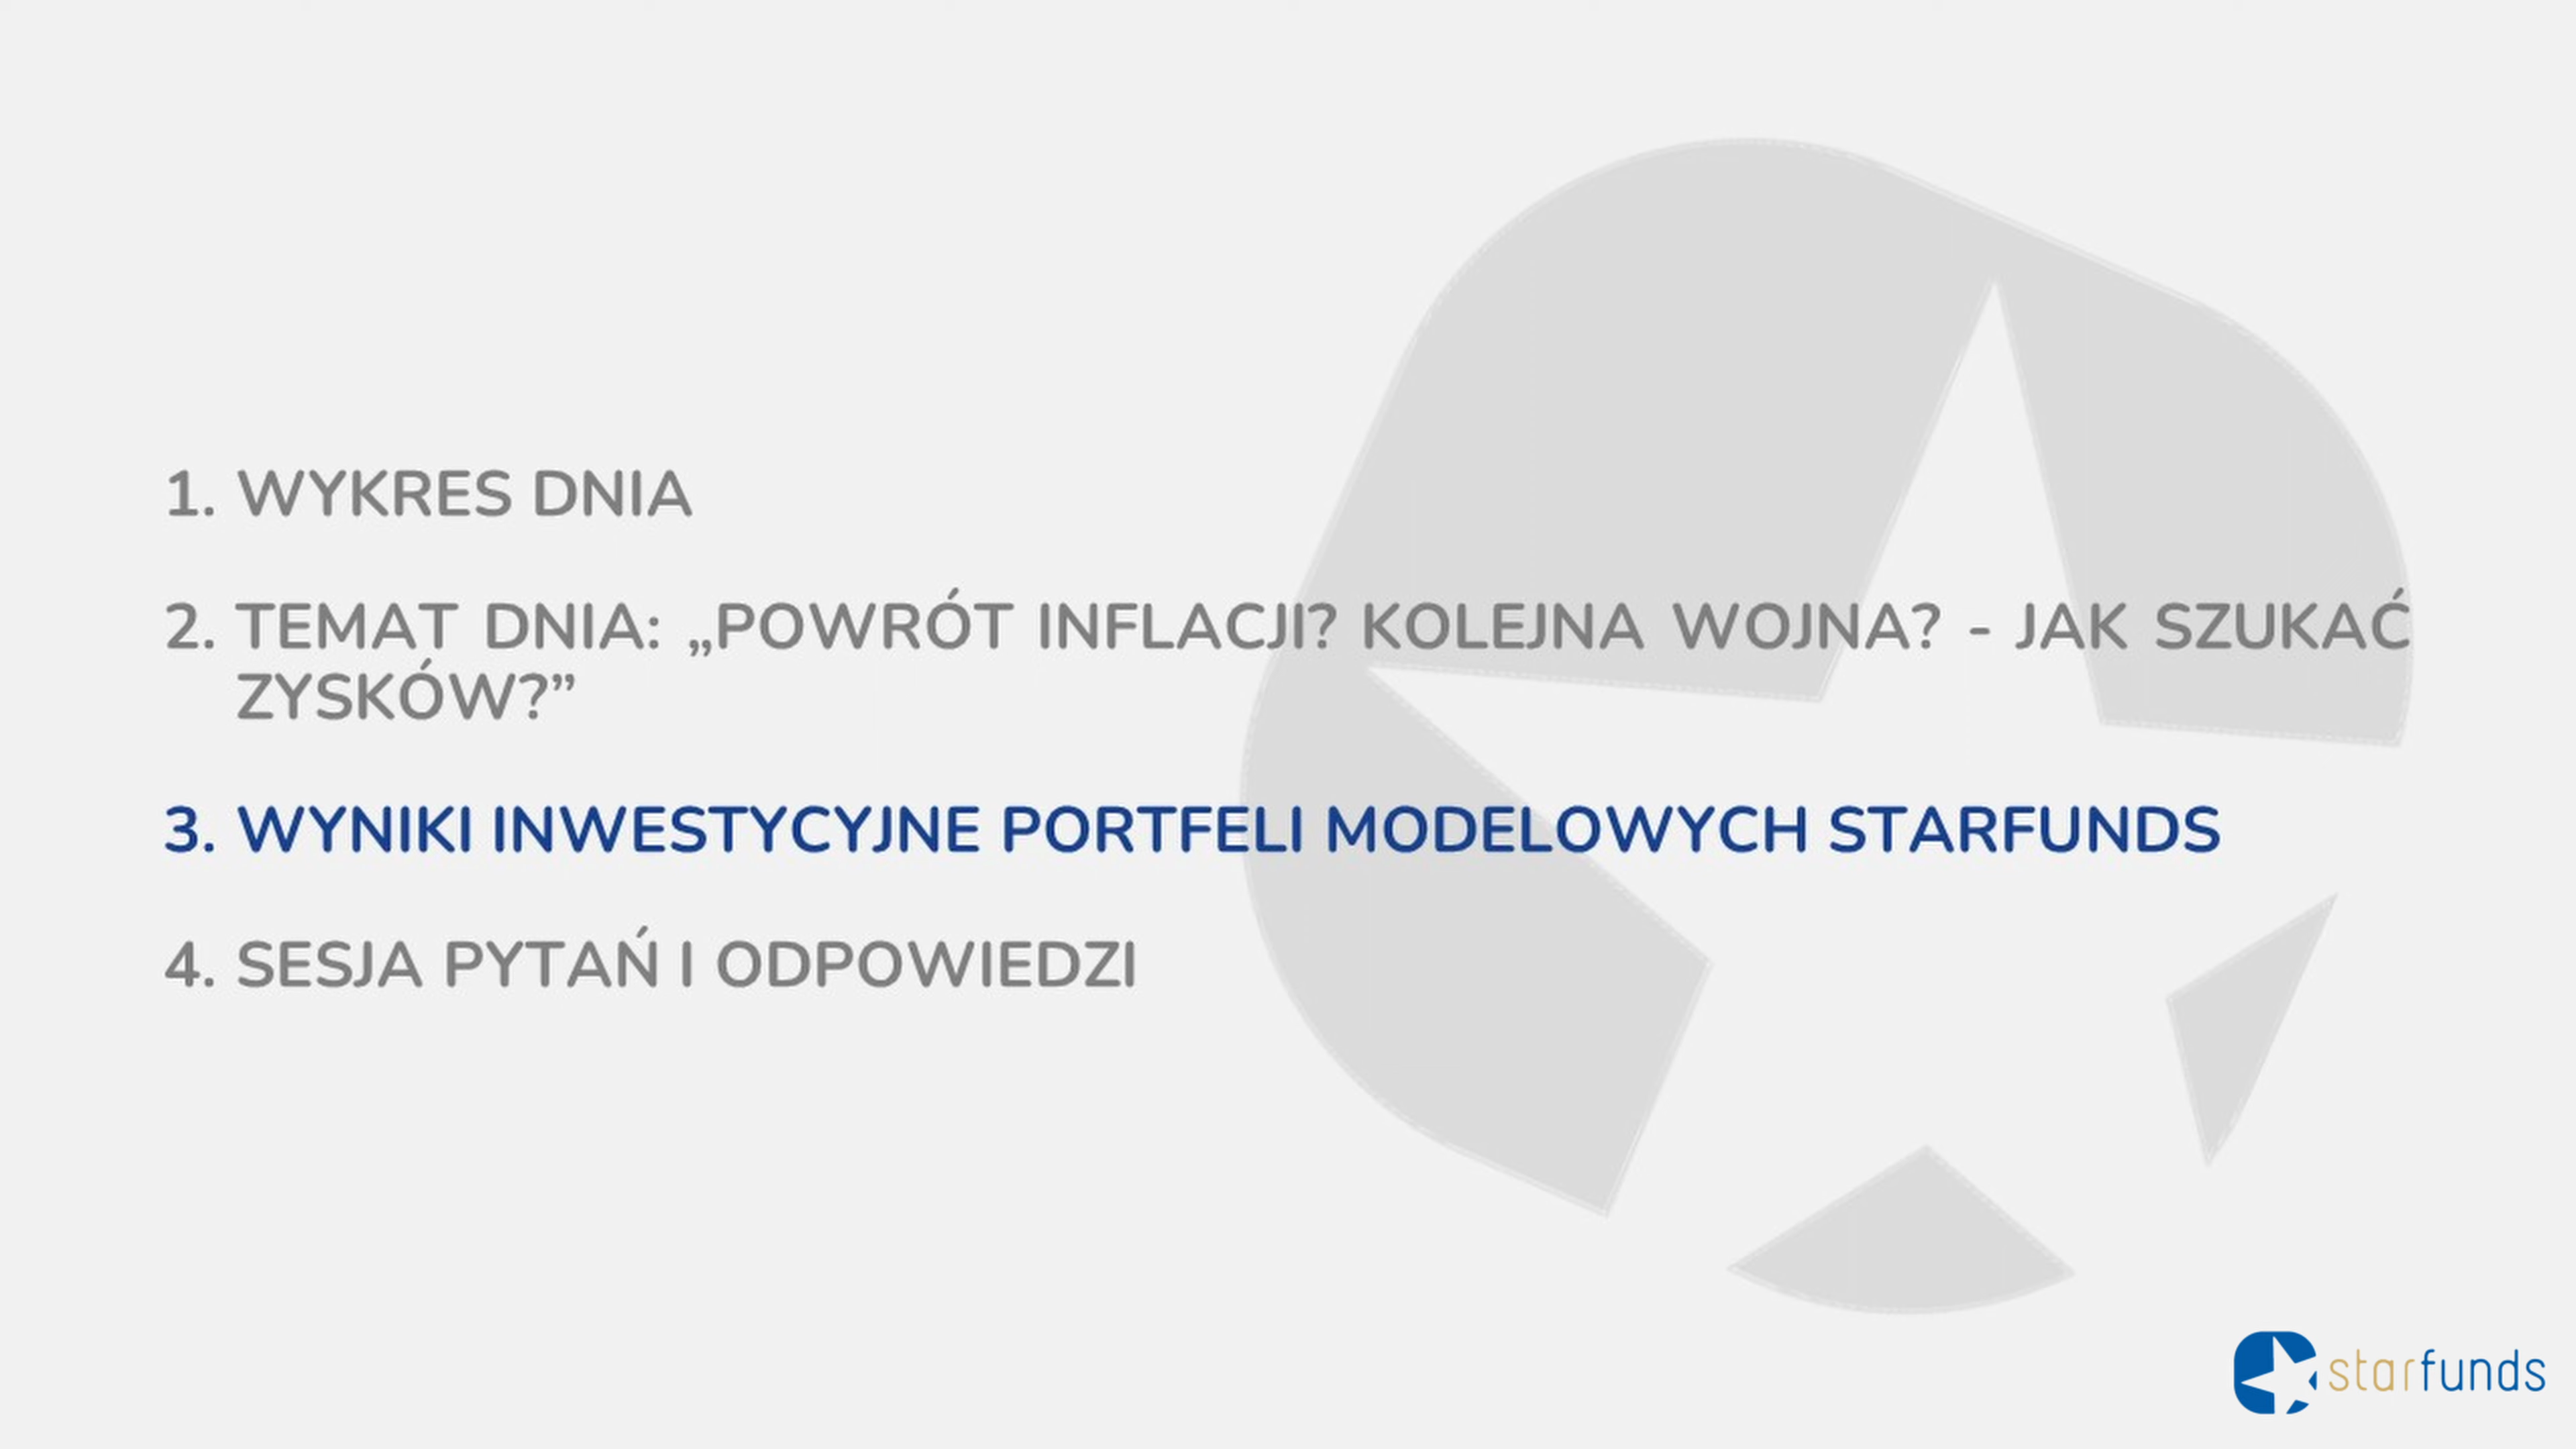 1. WYKRES DNIA
2. TEMAT DNIA: „POWRÓT INFLACJI? KOLEJNA WOJNA? - JAK SZUKAĆ
ZYSKÓW?”
3. WYNIKI INWESTYCYJNE PORTFELI MODELOWYCH STARFUNDS
4. SESJA PYTAŃ I ODPOWIEDZI
starfunds